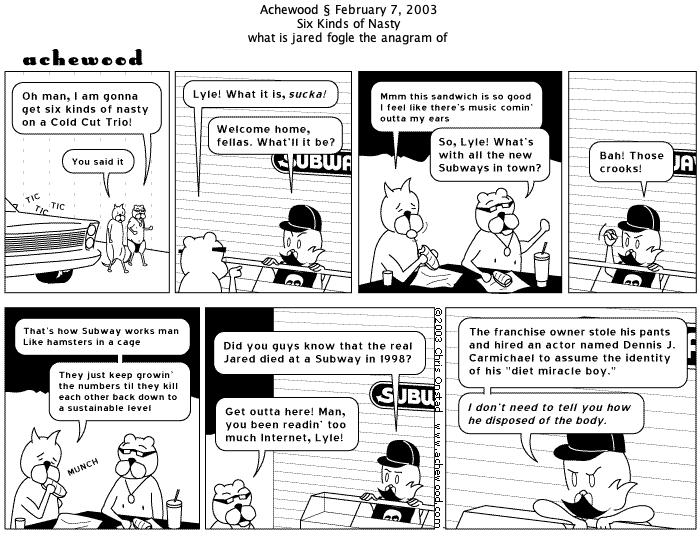 Achewood § February 7, 2003
Six Kinds of Nasty
what is jared fogle the anagram of
achewood
Oh man, I am gonna
get six kinds of nasty
on a Cold Cut Trio!
You said it
TIC
TIC
TIC
Lyle! What it is, sucka!
Welcome home,
fellas. What'll it be?
SUBWA
Mmm this sandwich is so good
I feel like there's music comin'
outta my ears
So, Lyle! What's
with all the new
Subways in town?
Bah! Those
crooks!
WA
That's how Subway works man
Like hamsters in a cage
They just keep growin'
the numbers til they kill
each other back down to
a sustainable level
MUNCH
Did you guys know that the real
Jared died at a Subway in 1998?
SUBW
Get outta here! Man,
you been readin' too
much Internet, Lyle!
©2003 Chris Onstad www.achewood.com
The franchise owner stole his pants
and hired an actor named Dennis J.
Carmichael to assume the identity
of his "diet miracle boy."
I don't need to tell you how
he disposed of the body.